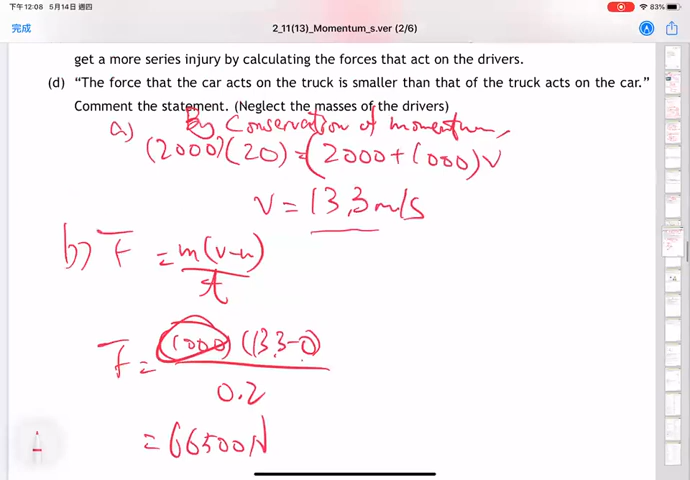 下午12:08 5月14日 週四
83%
完成
2_11(13)_Momentum_s.ver (2/6)
get a more series injury by calculating the forces that act on the drivers.
(d) “The force that the car acts on the truck is smaller than that of the truck acts on the car.”
Comment the statement. (Neglect the masses of the drivers)
a) By Conservation of momentum,
(2000)(20) = (2000+1000)V
V = 13.3 m/s
b) F = m(v-u)
t
F = (1000) (13.3-0)
0.2
= 66500N